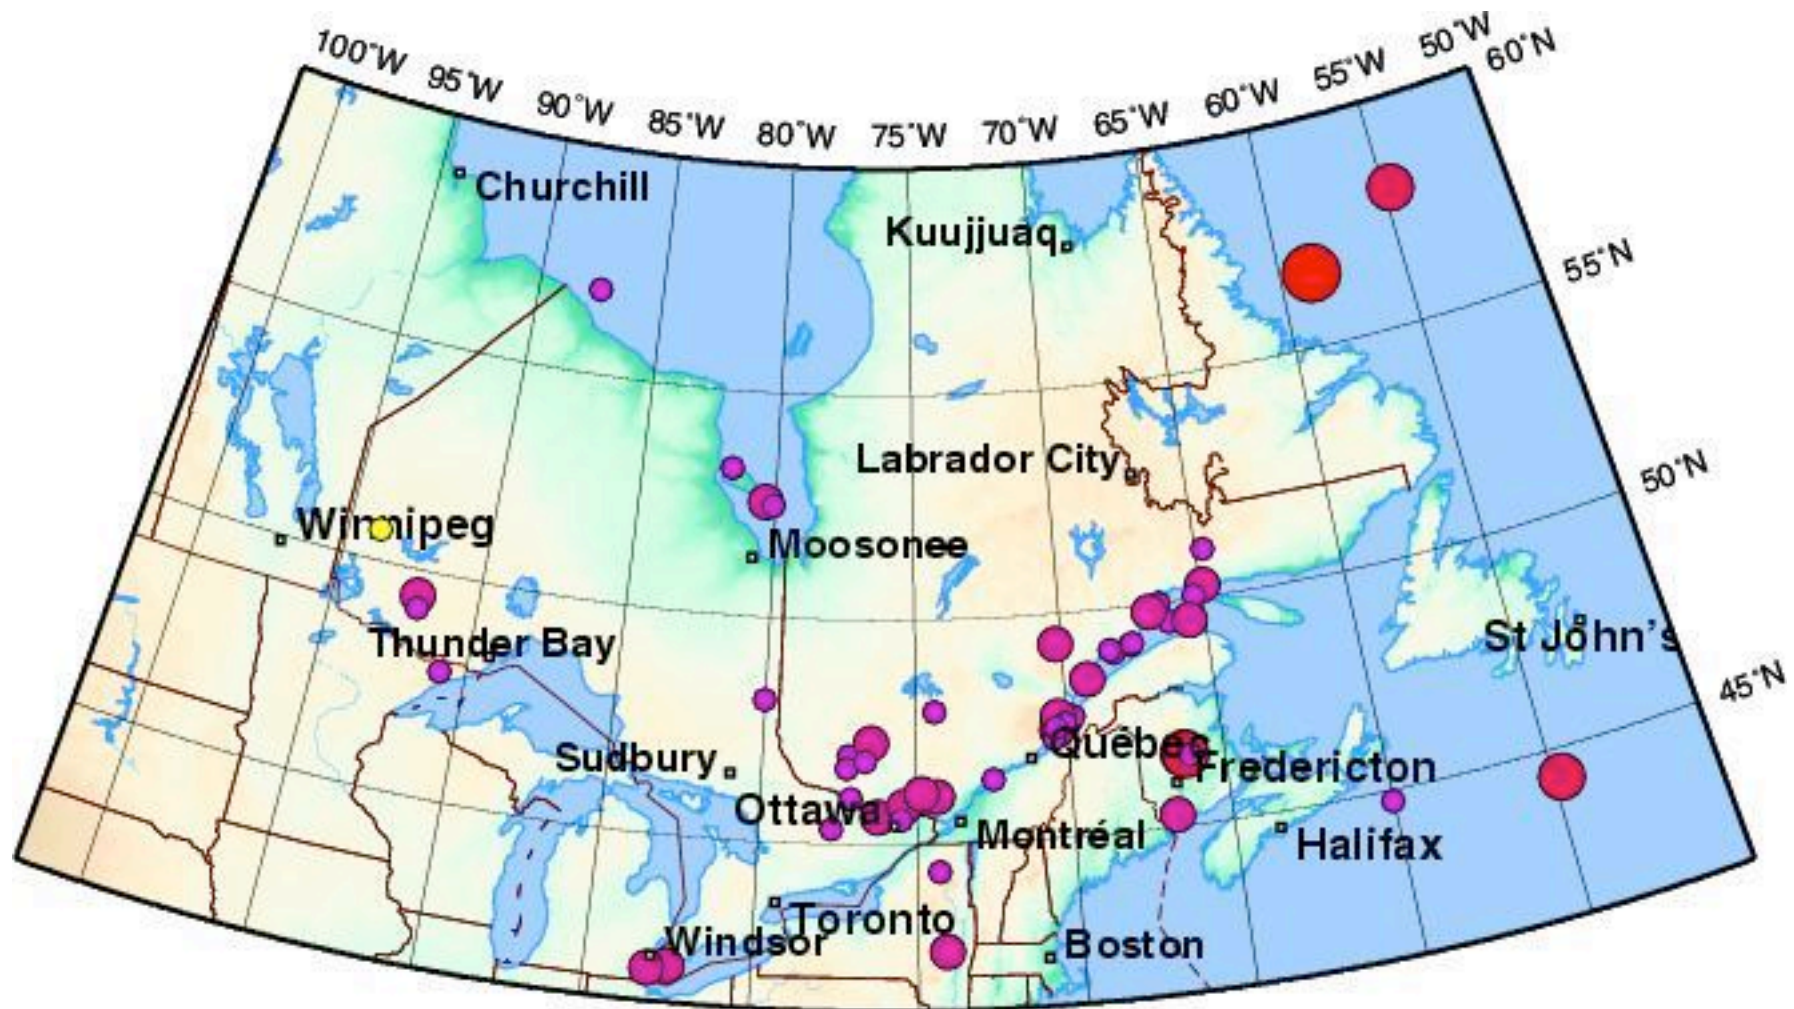 100°W
95°W
90°W
85°W
80°W
75°W
70°W
65°W
60°W
55°W
50°W
60°N
Churchill
Kuujjuaq
55°N
Labrador City
50°N
Winnipeg
Moosonee
Thunder Bay
St John's
45°N
Sudbury
Québec
Fredericton
Ottawa
Montréal
Halifax
Toronto
Windsor
Boston